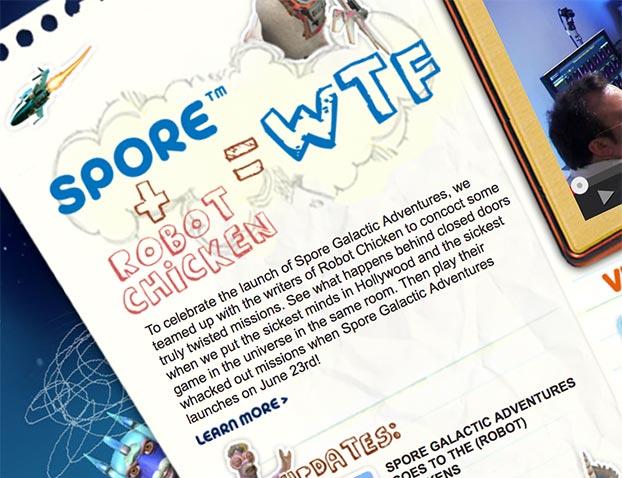 SPORE™
+
ROBOT
CHICKEN
= WTF
To celebrate the launch of Spore Galactic Adventures, we
teamed up with the writers of Robot Chicken to concoct some
truly twisted missions. See what happens behind closed doors
when we put the sickest minds in Hollywood and the sickest
game in the universe in the same room. Then play their
whacked out missions when Spore Galactic Adventures
launches on June 23rd!
LEARN MORE >
UPDATES:
SPORE GALACTIC ADVENTURES
GOES TO THE (ROBOT)